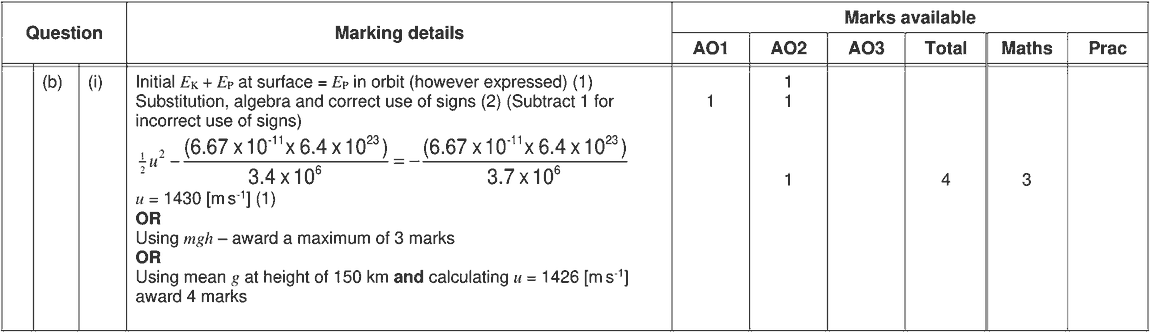 Question Marking details Marks available
AO1 AO2 AO3 Total Maths Prac
(b) (i) Initial E_K + E_P at surface = E_P in orbit (however expressed) (1) 1
Substitution, algebra and correct use of signs (2) (Subtract 1 for 1 1
incorrect use of signs)
½u² − (6.67 x 10⁻¹¹ x 6.4 x 10²³) / 3.4 x 10⁶ = − (6.67 x 10⁻¹¹ x 6.4 x 10²³) / 3.7 x 10⁶
1 4 3
u = 1430 [m s⁻¹] (1)
OR
Using mgh – award a maximum of 3 marks
OR
Using mean g at height of 150 km and calculating u = 1426 [m s⁻¹]
award 4 marks